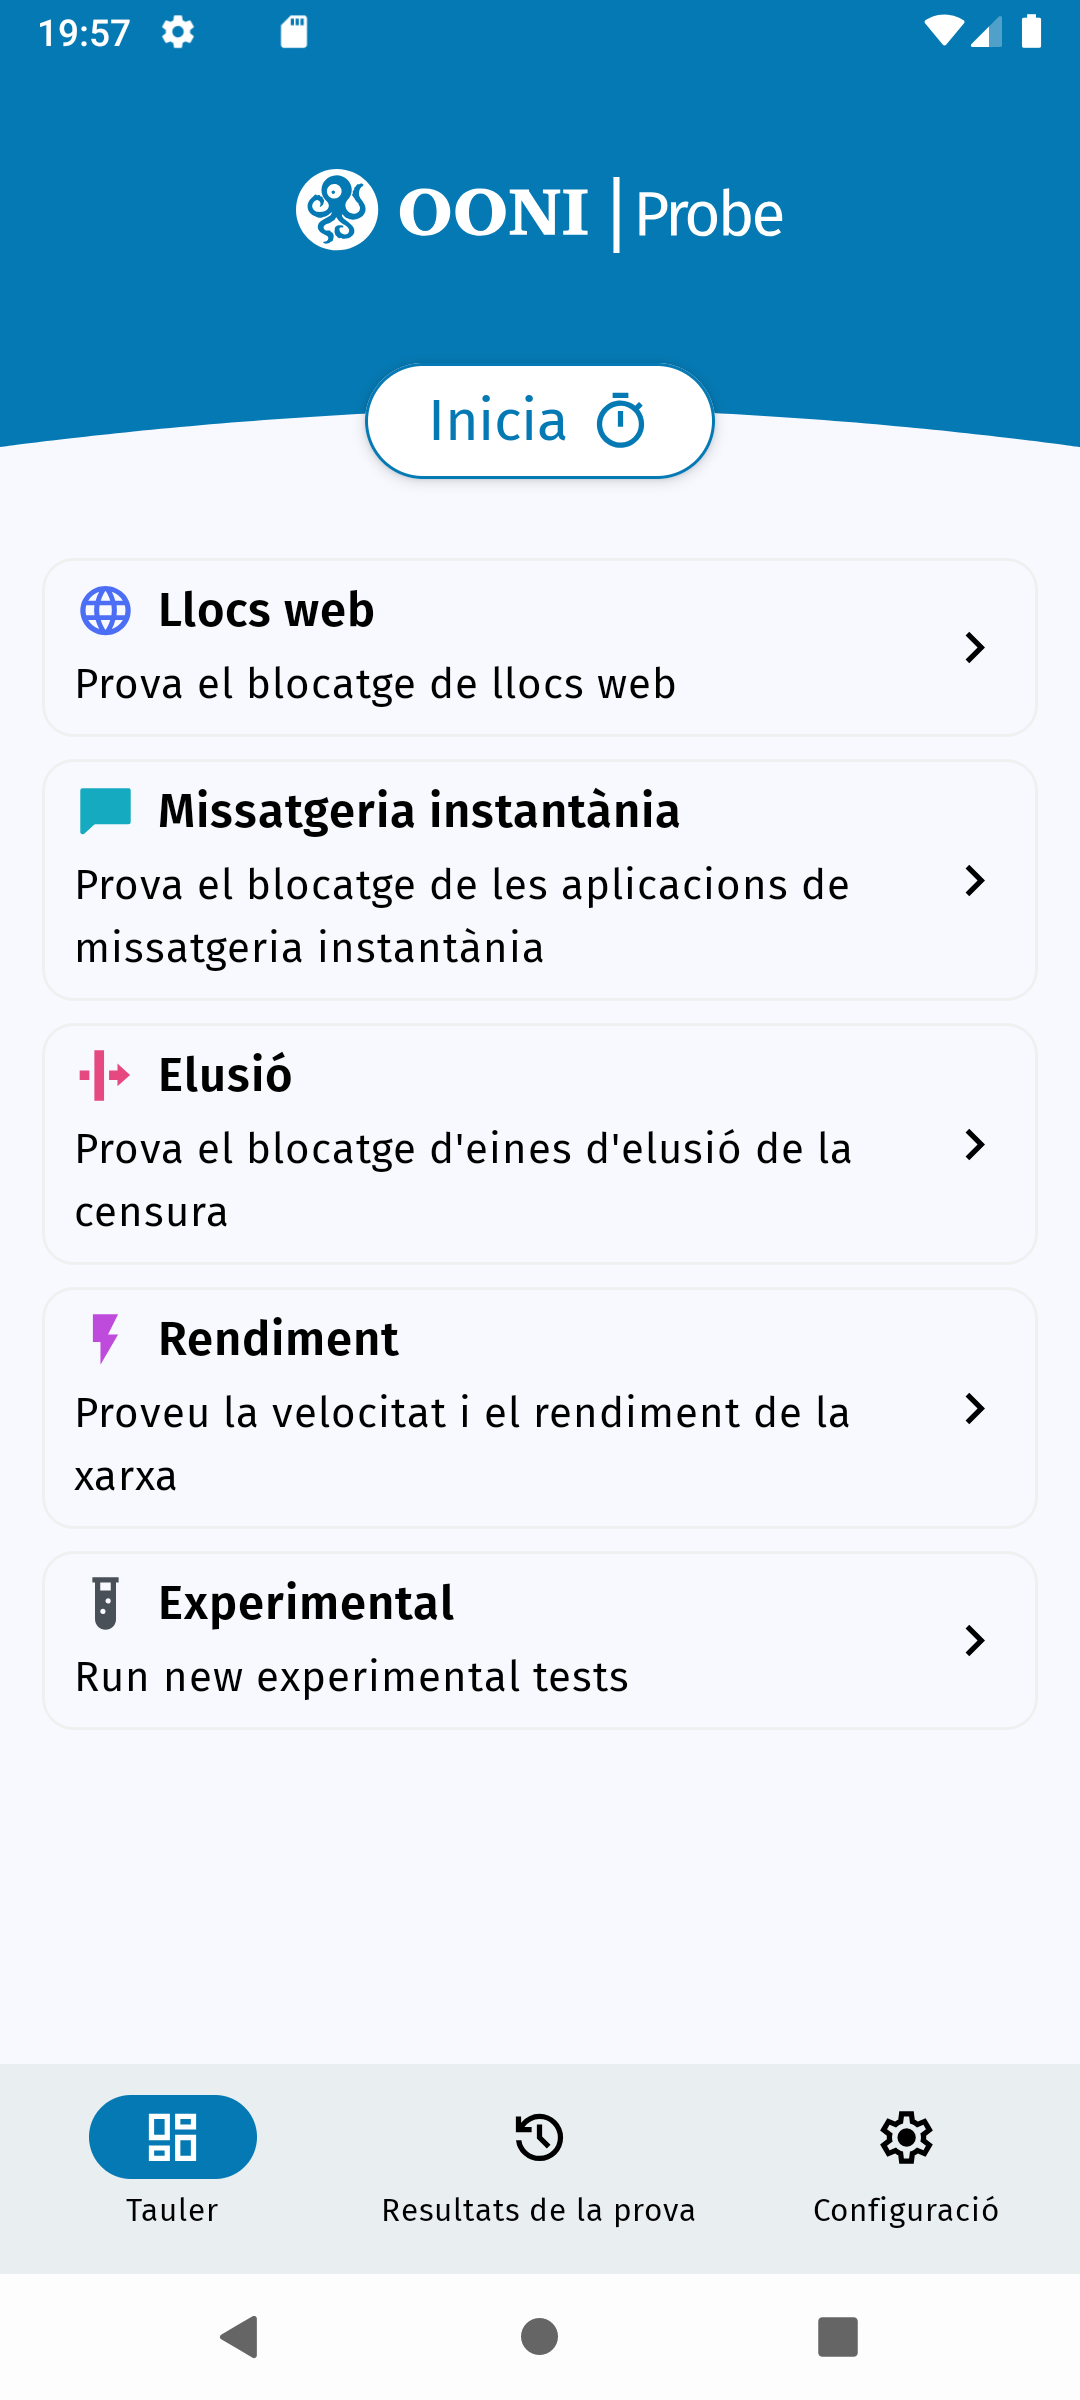 19:57
OONI | Probe
Inicia
Llocs web
Prova el blocatge de llocs web
Missatgeria instantània
Prova el blocatge de les aplicacions de
missatgeria instantània
Elusió
Prova el blocatge d'eines d'elusió de la
censura
Rendiment
Proveu la velocitat i el rendiment de la
xarxa
Experimental
Run new experimental tests
Tauler
Resultats de la prova
Configuració